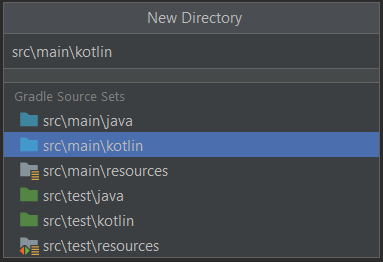 New Directory
src\main\kotlin
Gradle Source Sets
src\main\java
src\main\kotlin
src\main\resources
src\test\java
src\test\kotlin
src\test\resources